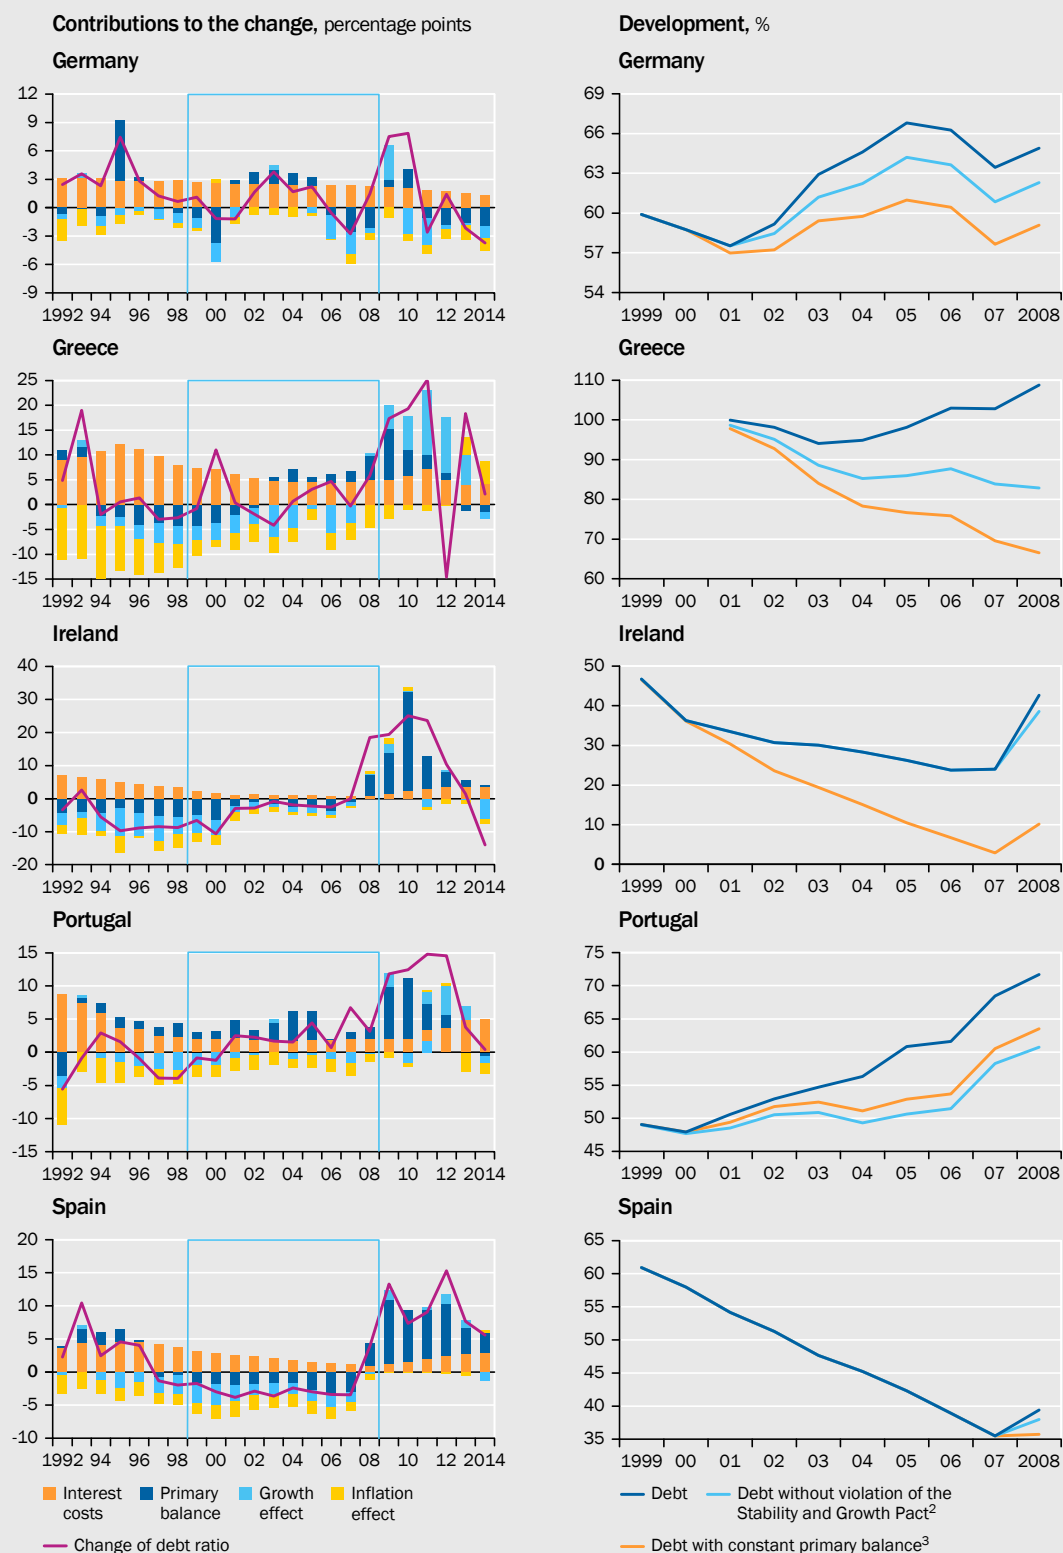 Contributions to the change, percentage points
Development, %
Germany
12
9
6
3
0
-3
-6
-9
1992 94 96 98 00 02 04 06 08 10 12 2014
Germany
69
66
63
60
57
54
1999 00 01 02 03 04 05 06 07 2008
Greece
25
20
15
10
5
0
-5
-10
-15
1992 94 96 98 00 02 04 06 08 10 12 2014
Greece
110
100
90
80
70
60
1999 00 01 02 03 04 05 06 07 2008
Ireland
40
30
20
10
0
-10
-20
1992 94 96 98 00 02 04 06 08 10 12 2014
Ireland
50
40
30
20
10
0
1999 00 01 02 03 04 05 06 07 2008
Portugal
15
10
5
0
-5
-10
-15
1992 94 96 98 00 02 04 06 08 10 12 2014
Portugal
75
70
65
60
55
50
45
1999 00 01 02 03 04 05 06 07 2008
Spain
20
15
10
5
0
-5
-10
1992 94 96 98 00 02 04 06 08 10 12 2014
Spain
65
60
55
50
45
40
35
1999 00 01 02 03 04 05 06 07 2008
Interest
costs
Primary
balance
Growth
effect
Inflation
effect
Change of debt ratio
Debt
Debt without violation of the
Stability and Growth Pact²
Debt with constant primary balance³